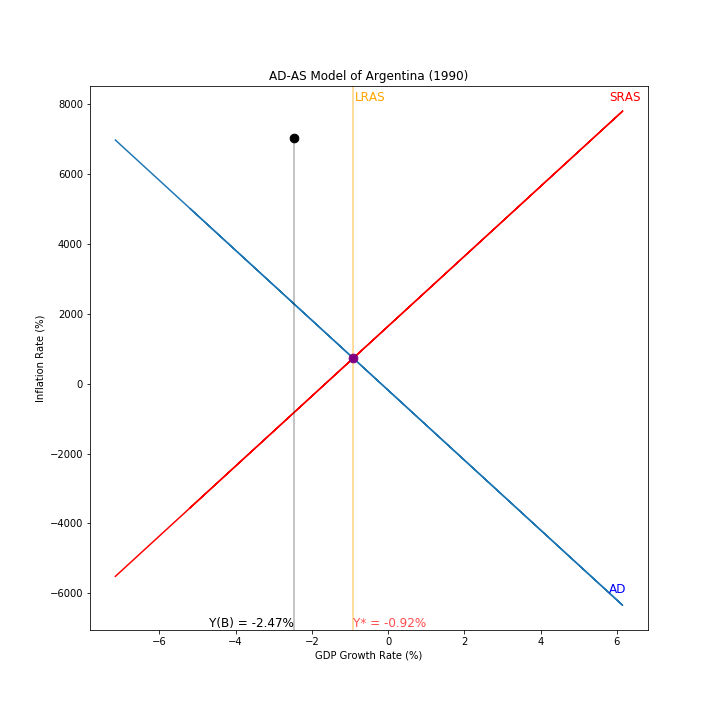 AD-AS Model of Argentina (1990)
LRAS
SRAS
8000
6000
4000
2000
0
−2000
−4000
−6000
Inflation Rate (%)
AD
Y(B) = -2.47%
Y* = -0.92%
−6
−4
−2
0
2
4
6
GDP Growth Rate (%)